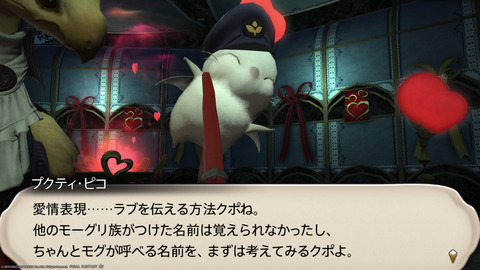 プクティ・ピコ
愛情表現……ラブを伝える方法クポね。
他のモーグリ族がつけた名前は覚えられなかったし、
ちゃんとモグが呼べる名前を、まずは考えてみるクポよ。